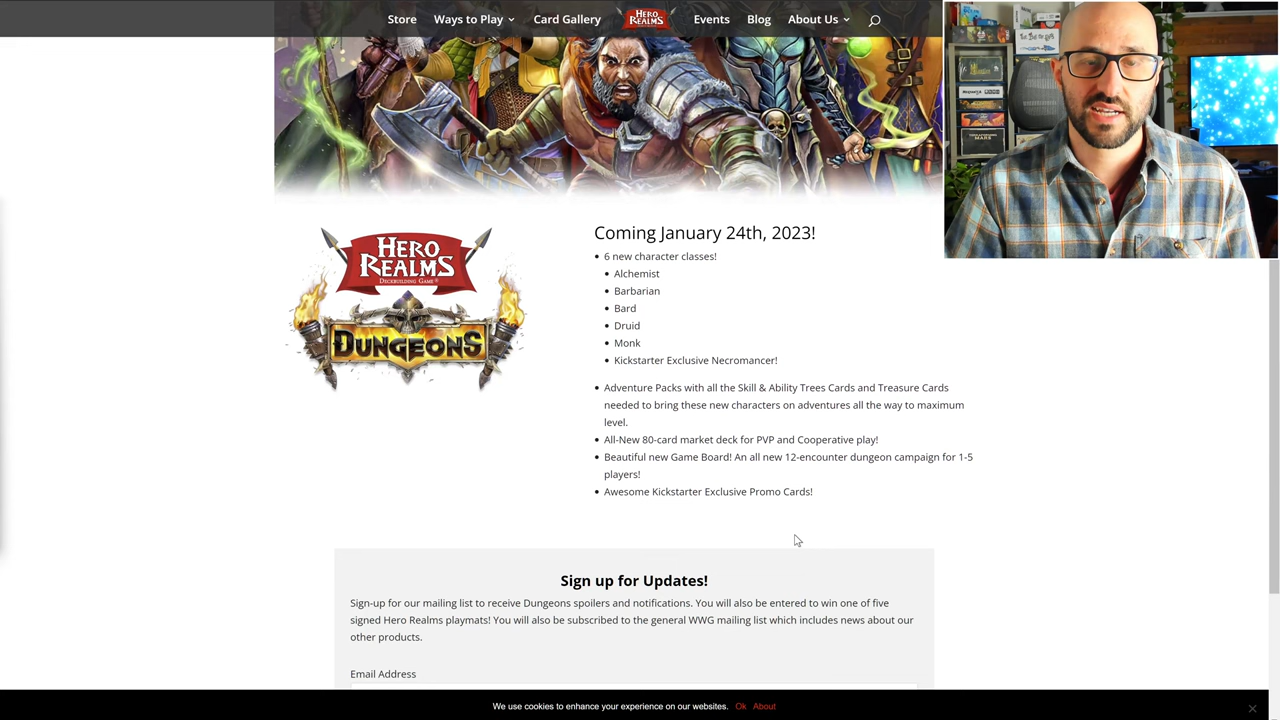 Store
Ways to Play
Card Gallery
HERO REALMS
Events
Blog
About Us
Coming January 24th, 2023!
6 new character classes!
Alchemist
Barbarian
Bard
Druid
Monk
Kickstarter Exclusive Necromancer!
HERO
REALMS
DECKBUILDING GAME
DUNGEONS
Adventure Packs with all the Skill & Ability Trees Cards and Treasure Cards
needed to bring these new characters on adventures all the way to maximum
level.
All-New 80-card market deck for PVP and Cooperative play!
Beautiful new Game Board! An all new 12-encounter dungeon campaign for 1-5
players!
Awesome Kickstarter Exclusive Promo Cards!
Sign up for Updates!
Sign-up for our mailing list to receive Dungeons spoilers and notifications. You will also be entered to win one of five
signed Hero Realms playmats! You will also be subscribed to the general WWG mailing list which includes news about our
other products.
Email Address
We use cookies to enhance your experience on our websites. Ok About